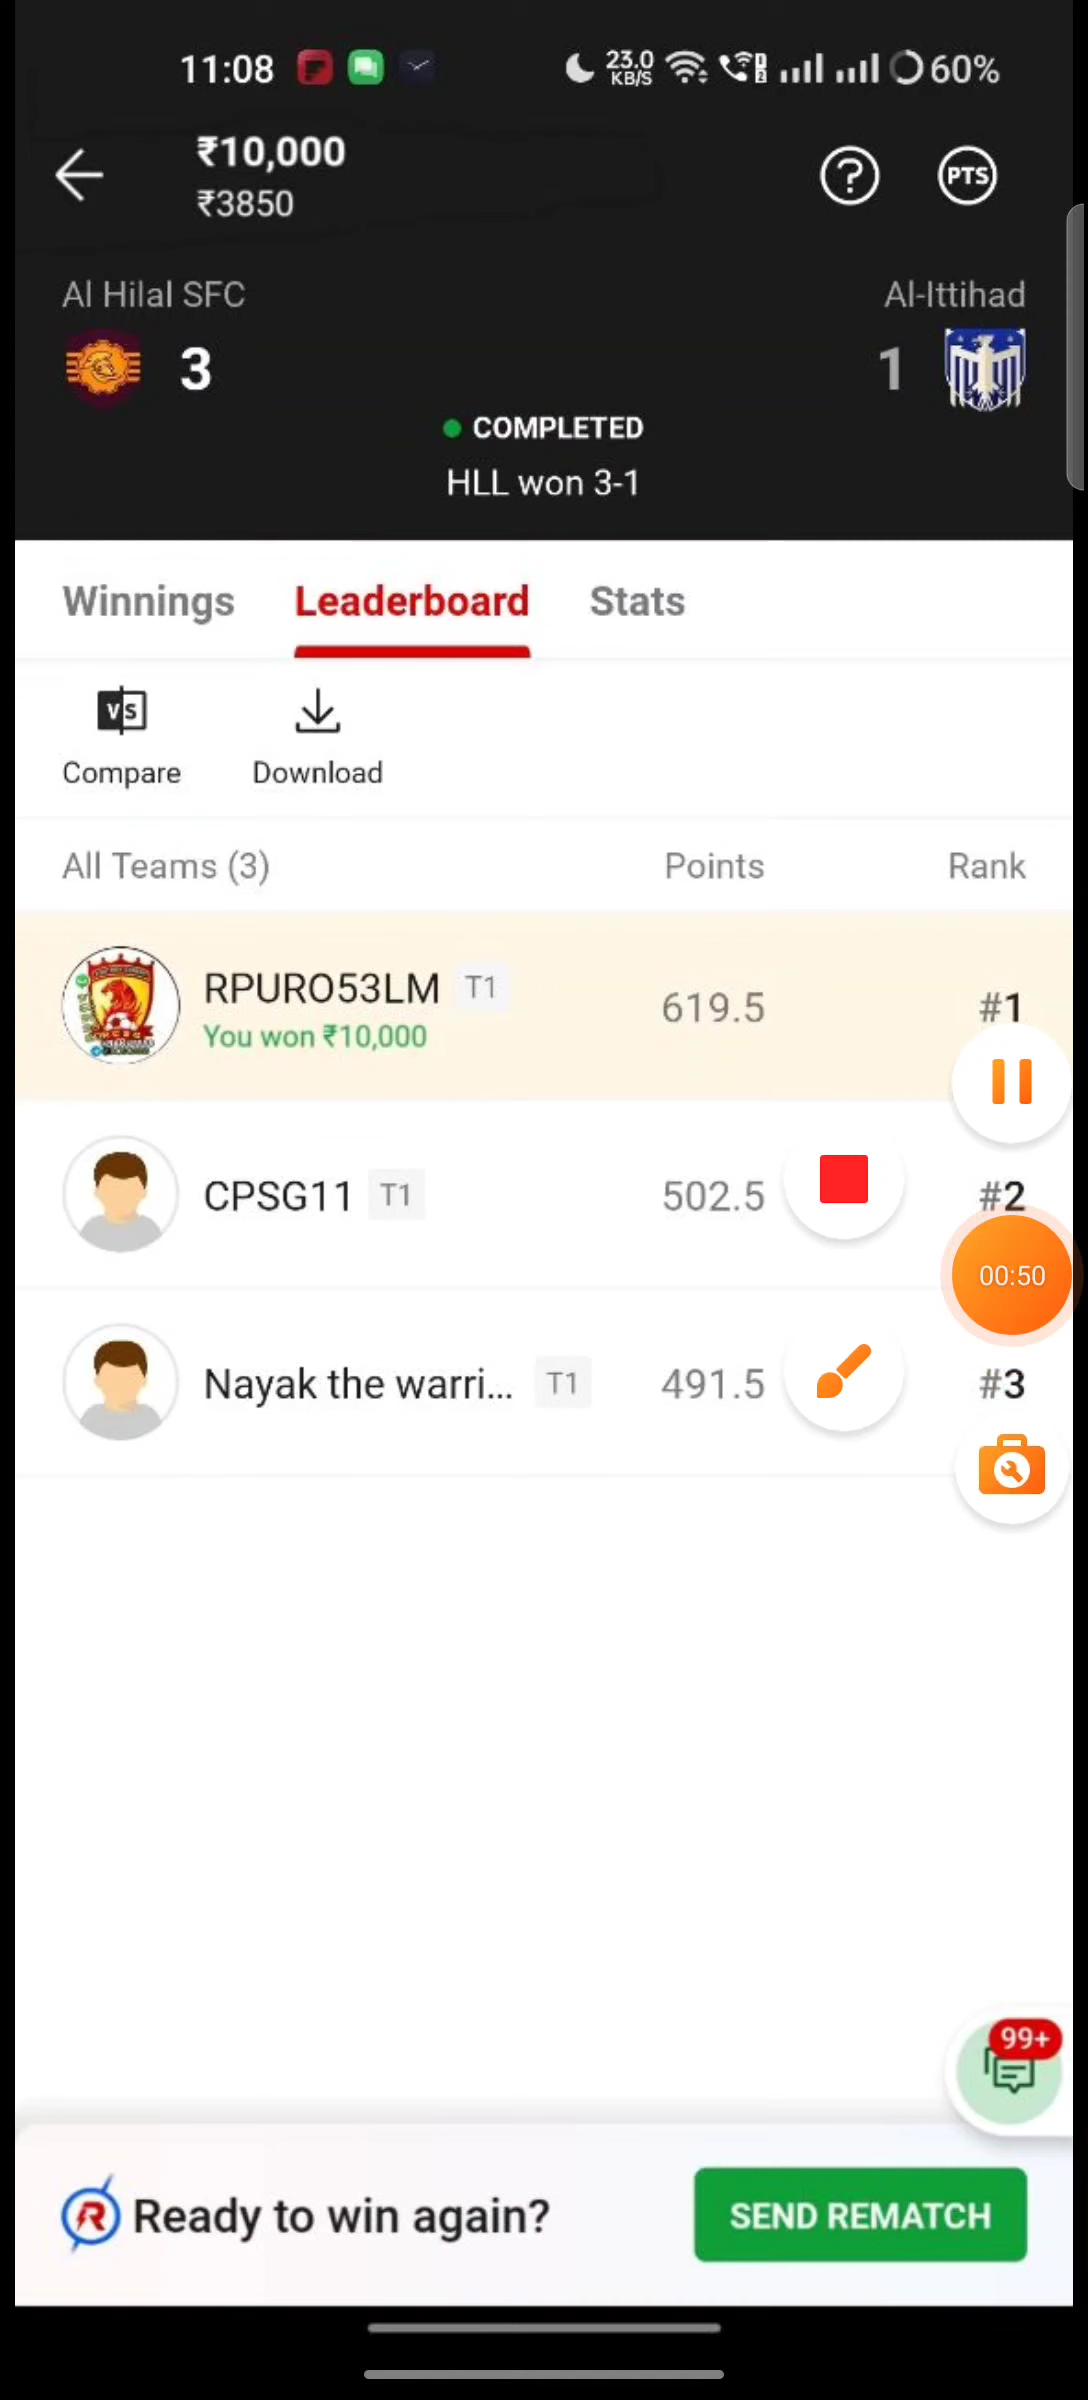 11:08
23.0
KB/S
60%
₹10,000
₹3850
?
PTS
Al Hilal SFC
Al-Ittihad
3
1
COMPLETED
HLL won 3-1
Winnings
Leaderboard
Stats
VS
Compare
Download
All Teams (3)
Points
Rank
RPURO53LM T1
619.5
#1
You won ₹10,000
CPSG11 T1
502.5
#2
00:50
Nayak the warri... T1
491.5
#3
99+
R
Ready to win again?
SEND REMATCH